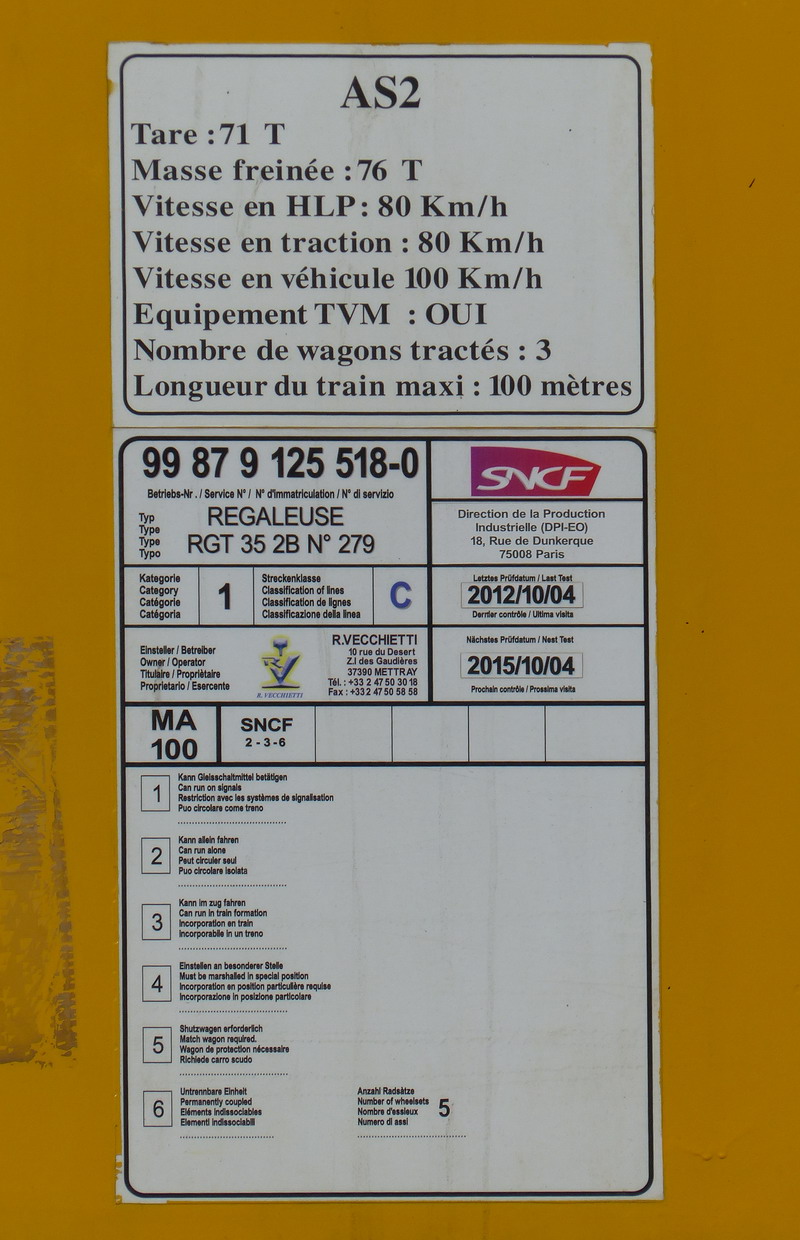 AS2
Tare : 71 T
Masse freinée : 76 T
Vitesse en HLP : 80 Km/h
Vitesse en traction : 80 Km/h
Vitesse en véhicule 100 Km/h
Equipement TVM : OUI
Nombre de wagons tractés : 3
Longueur du train maxi : 100 mètres
99 87 9 125 518-0
Betriebs-Nr. / Service N° / N° d'immatriculation / N° di servizio
Typ
Type
Type
Typo
REGALEUSE
RGT 35 2B N° 279
SNCF
Direction de la Production
Industrielle (DPI-EO)
18, Rue de Dunkerque
75008 Paris
Kategorie
Category
Catégorie
Catégoria
1
Streckenklasse
Classification of lines
Classification de lignes
Classificazione della linea
C
Letztes Prüfdatum / Last Test
2012/10/04
Dernier contrôle / Ultima visita
Einsteller / Betreiber
Owner / Operator
Titulaire / Propriétaire
Proprietario / Esercente
R. VECCHIETTI
R.VECCHIETTI
10 rue du Desert
Z.I des Gaudières
37390 METTRAY
Tél. : +33 2 47 50 30 18
Fax : +33 2 47 50 58 58
Nächstes Prüfdatum / Nest Test
2015/10/04
Prochain contrôle / Prossima visita
MA
100
SNCF
2 - 3 - 6
1
Kann Gleisschaltmittel betätigen
Can run on signals
Restriction avec les systèmes de signalisation
Puo circolare come treno
2
Kann allein fahren
Can run alone
Peut circuler seul
Puo circolare isolata
3
Kann im zug fahren
Can run in train formation
Incorporation en train
Incorporabile in un treno
4
Einstellen an besonderer Stelle
Must be marshalled in special position
Incorporation en position particulière requise
Incorporazione in posizione particolare
5
Shutzwagen erforderlich
Match wagon required.
Wagon de protection nécessaire
Richiede carro scudo
6
Untrennbare Einheit
Permanently coupled
Eléments indissociables
Elementi indissociabili
Anzahl Radsätze
Number of wheelsets
Nombre d'essieux
Numero di assi
5